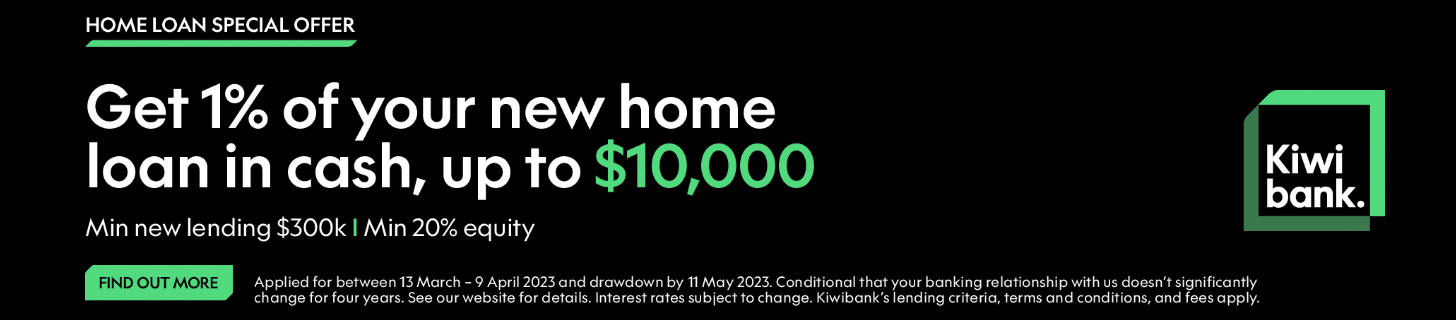 HOME LOAN SPECIAL OFFER
Get 1% of your new home
loan in cash, up to $10,000
Min new lending $300k | Min 20% equity
FIND OUT MORE
Applied for between 13 March – 9 April 2023 and drawdown by 11 May 2023. Conditional that your banking relationship with us doesn't significantly
change for four years. See our website for details. Interest rates subject to change. Kiwibank's lending criteria, terms and conditions, and fees apply.
Kiwi
bank.